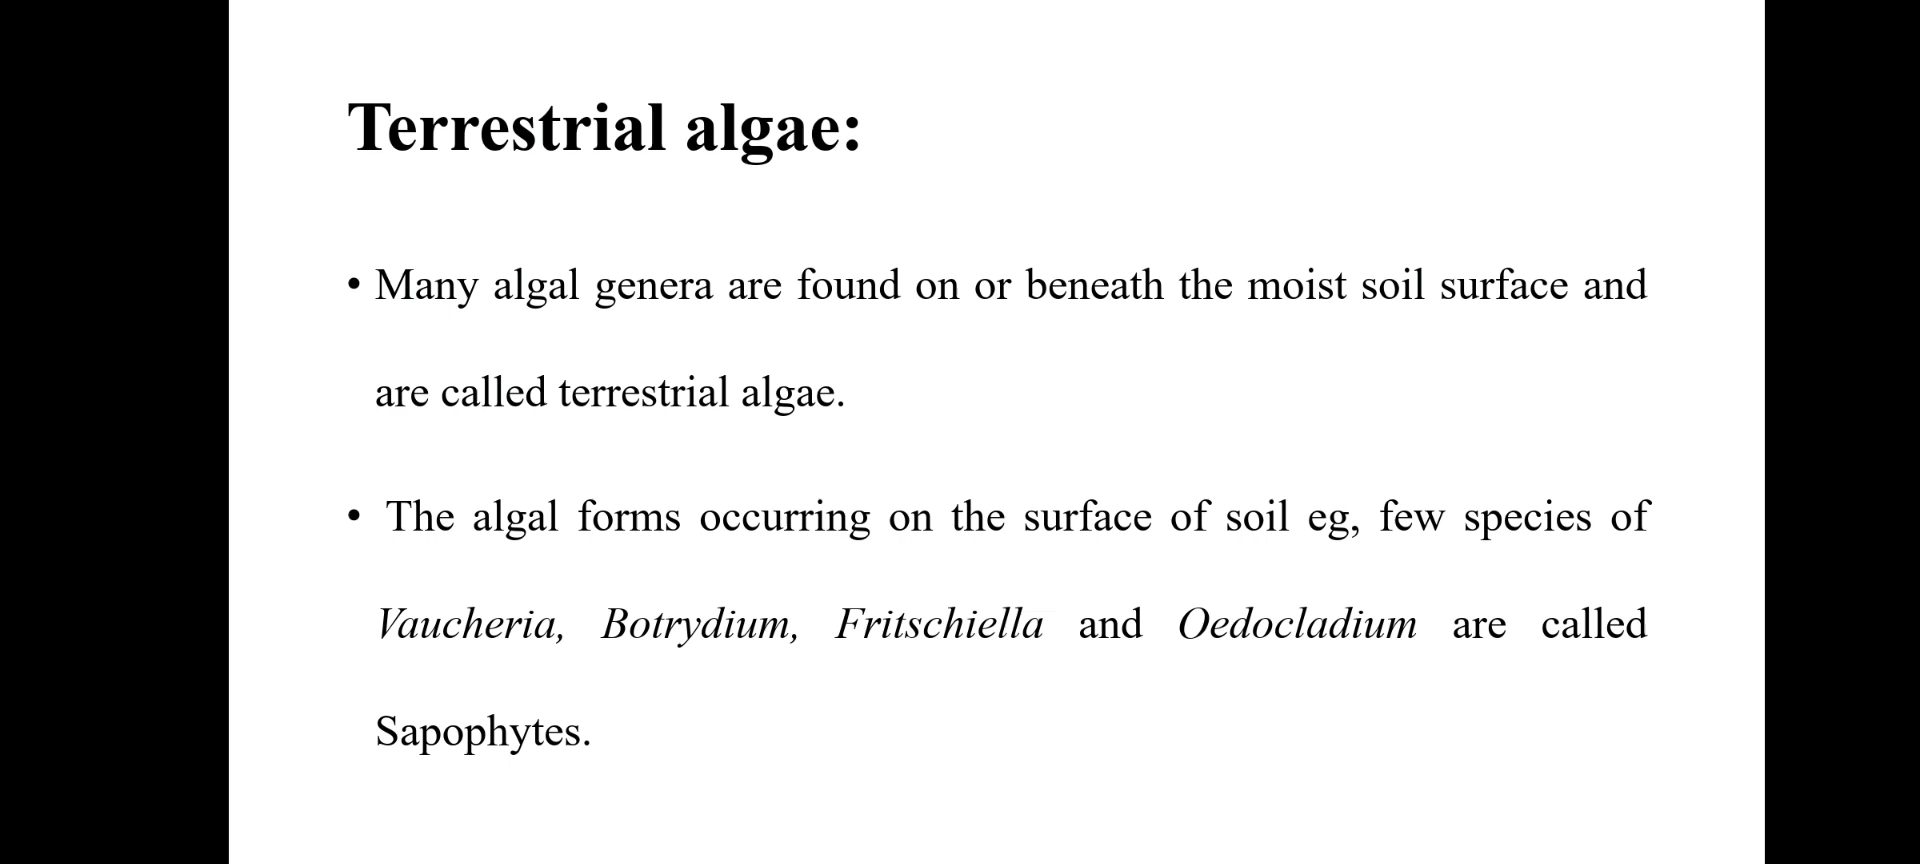 Terrestrial algae:
• Many algal genera are found on or beneath the moist soil surface and
are called terrestrial algae.
• The algal forms occurring on the surface of soil eg, few species of
Vaucheria, Botrydium, Fritschiella and Oedocladium are called
Sapophytes.